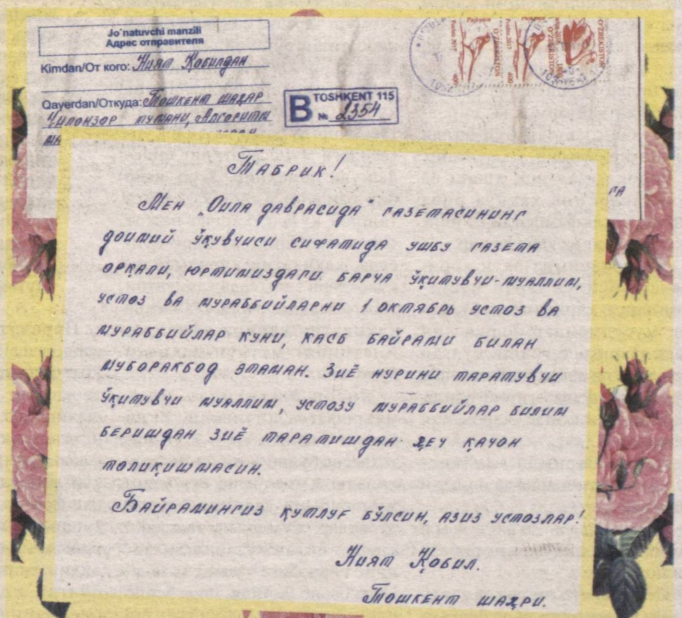 Jo'natuvchi manzili
Адрес отправителя
Kimdan/От кого: Ният Қобилдан
Qayerdan/Откуда: Тошкент шаҳар
Чилонзор тумани,
B TOSHKENT 115
№ 2354
Табрик!
Мен „Оила даврасида" газетасининг
доимий ўқувчиси сифатида ушбу газета
орқали, юртимиздаги барча ўқитувчи-муаллим,
устоз ва мураббийларни 1 октябрь устоз ва
мураббийлар куни, касб байрами билан
муборакбод этаман. Зиё нурини таратувчи
ўқитувчи муаллим, устозу мураббийлар билим
беришдан зиё таратишдан ҳеч қачон
толиқишмасин.
Байрамингиз қутлуғ бўлсин, азиз устозлар!
Ният Қобил.
Тошкент шаҳри.